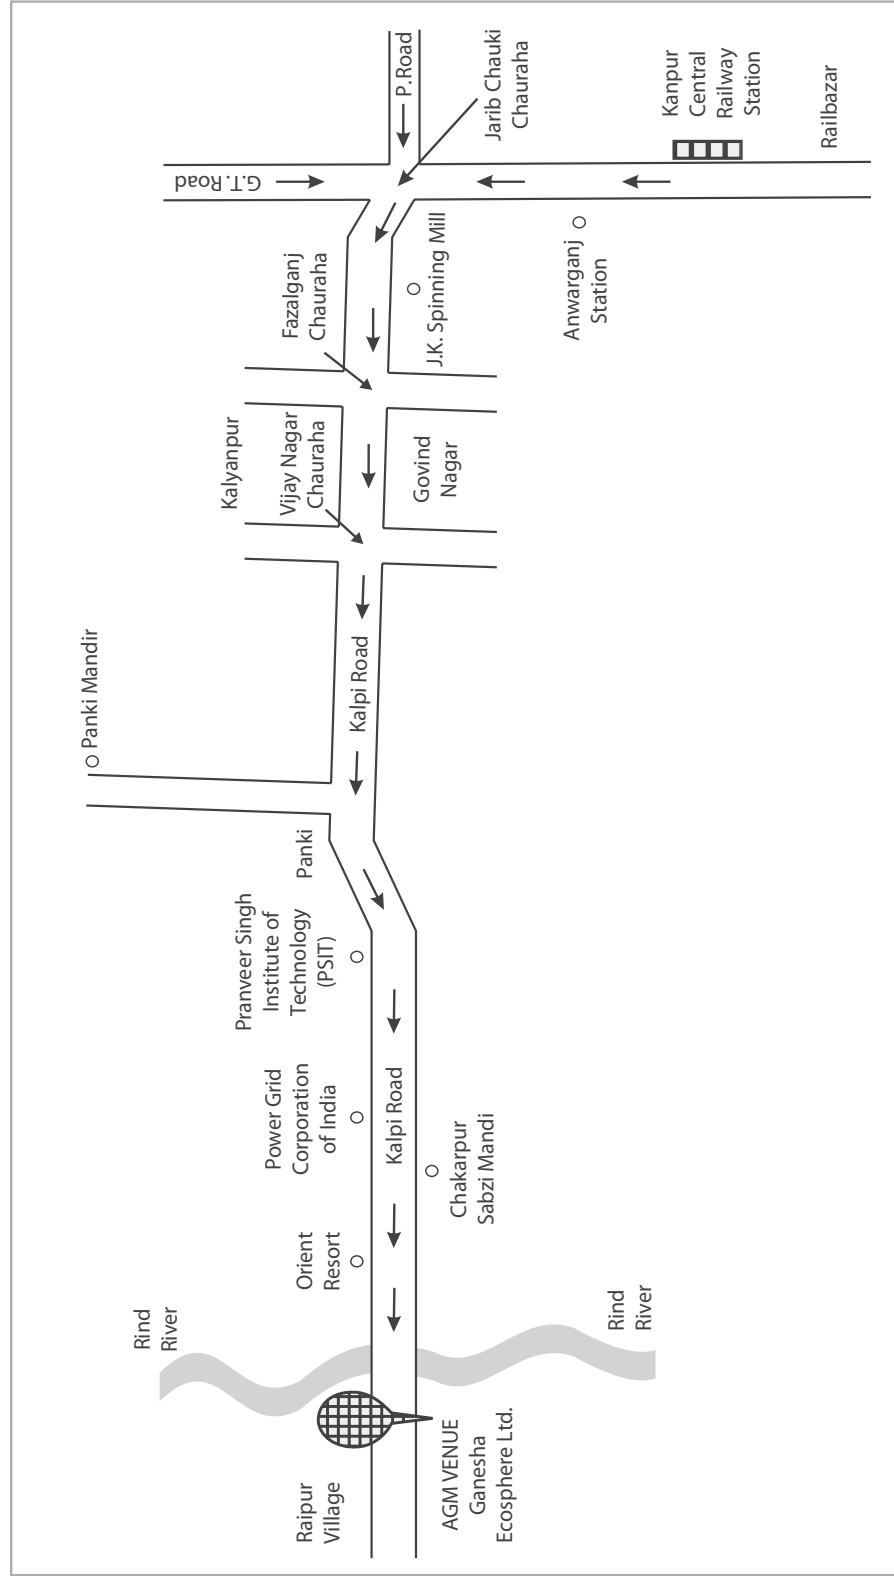 P.Road
Jarib Chauki
Chauraha
Kanpur
Central
Railway
Station
Railbazar
G.T.Road
Fazalganj
Chauraha
J.K. Spinning Mill
Anwarganj
Station
Kalyanpur
Vijay Nagar
Chauraha
Govind
Nagar
Kalpi Road
Panki Mandir
Panki
Pranveer Singh
Institute of
Technology
(PSIT)
Power Grid
Corporation
of India
Kalpi Road
Chakarpur
Sabzi Mandi
Orient
Resort
Rind
River
Rind
River
Raipur
Village
AGM VENUE
Ganesha
Ecosphere Ltd.